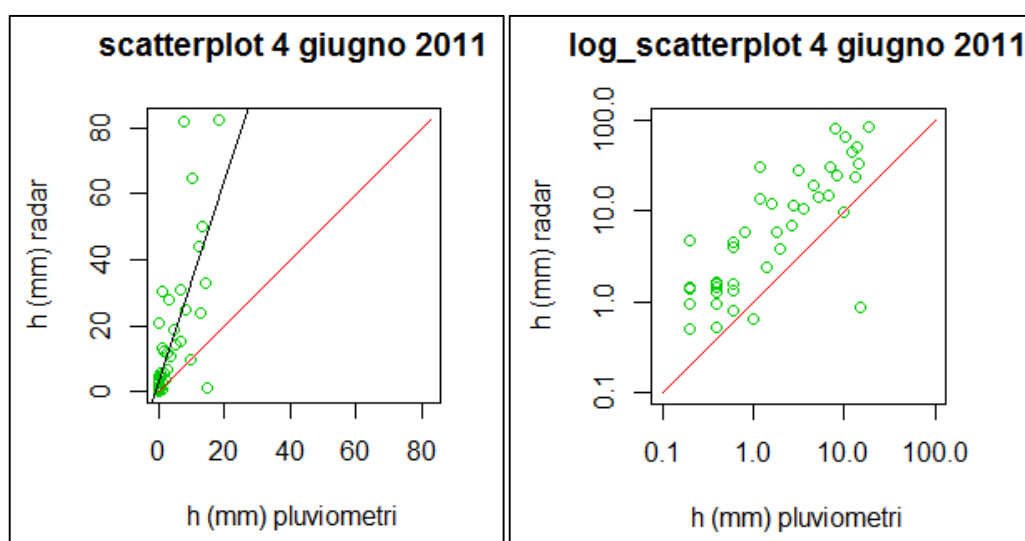 scatterplot 4 giugno 2011
80
60
40
20
0
h (mm) radar
0 20 40 60 80
h (mm) pluviometri
log_scatterplot 4 giugno 2011
100.0
10.0
1.0
0.1
h (mm) radar
0.1 1.0 10.0 100.0
h (mm) pluviometri